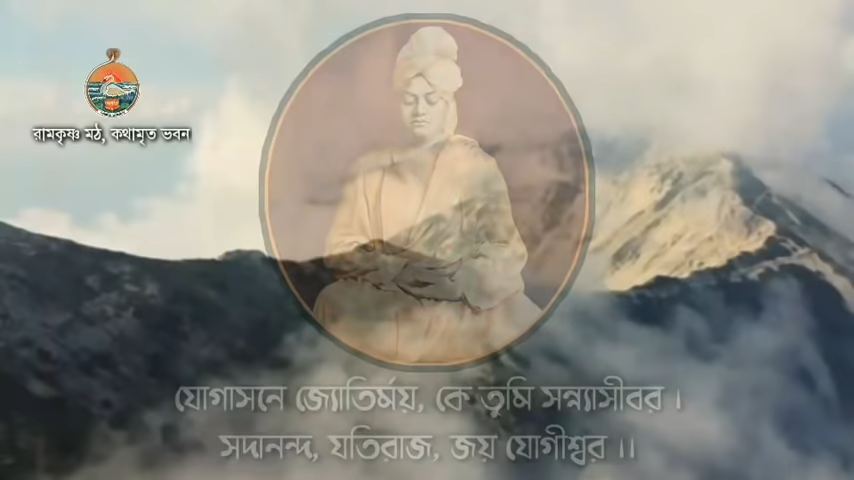 রামকৃষ্ণ মঠ, কথামৃত ভবন
যোগাসনে জ্যোতির্ময়, কে তুমি সন্ন্যাসীবর ।
সদানন্দ, যতিরাজ, জয় যোগীশ্বর ।।